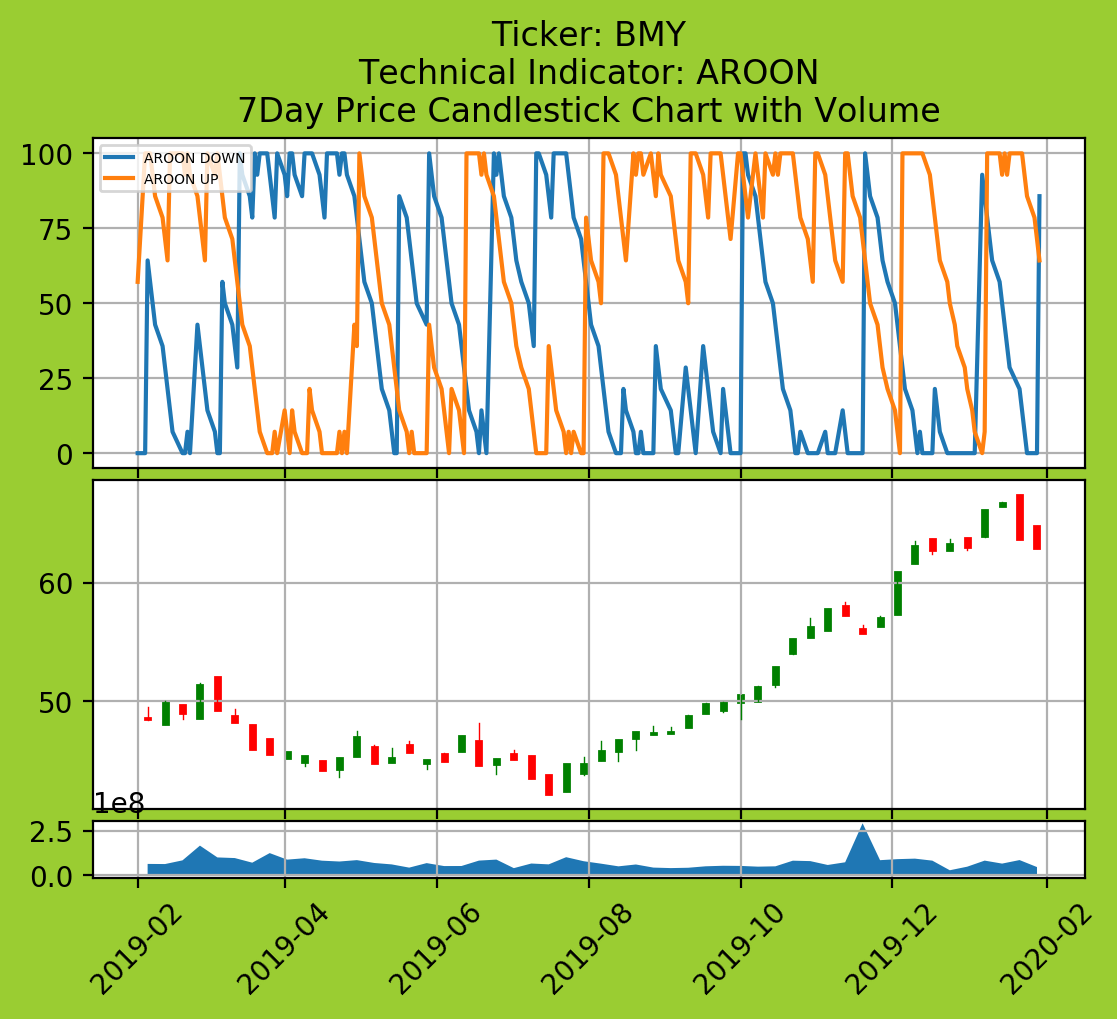 Ticker: BMY
Technical Indicator: AROON
7Day Price Candlestick Chart with Volume
100
75
50
25
0
AROON DOWN
AROON UP
60
50
1e8
2.5
0.0
2019-02
2019-04
2019-06
2019-08
2019-10
2019-12
2020-02